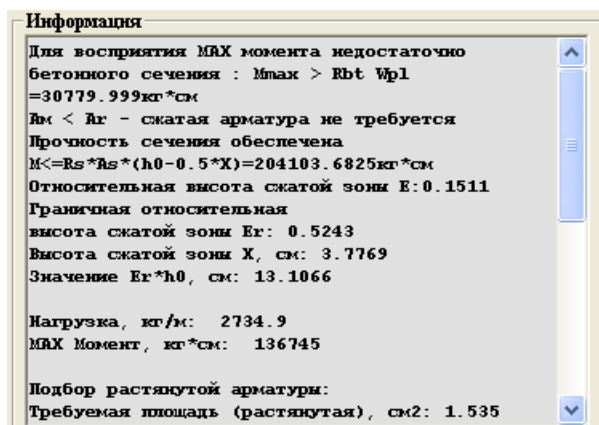 Информация
Для восприятия MAX момента недостаточно
бетонного сечения : Mmax > Rbt Wpl
=30779.999кг*см
Ам < Ar - сжатая арматура не требуется
Прочность сечения обеспечена
M<=Rs*As*(h0-0.5*X)=204103.6825кг*см
Относительная высота сжатой зоны E:0.1511
Граничная относительная
высота сжатой зоны Er: 0.5243
Высота сжатой зоны X, см: 3.7769
Значение Er*h0, см: 13.1066
Нагрузка, кг/м: 2734.9
MAX Момент, кг*см: 136745
Подбор растянутой арматуры:
Требуемая площадь (растянутая), см2: 1.535